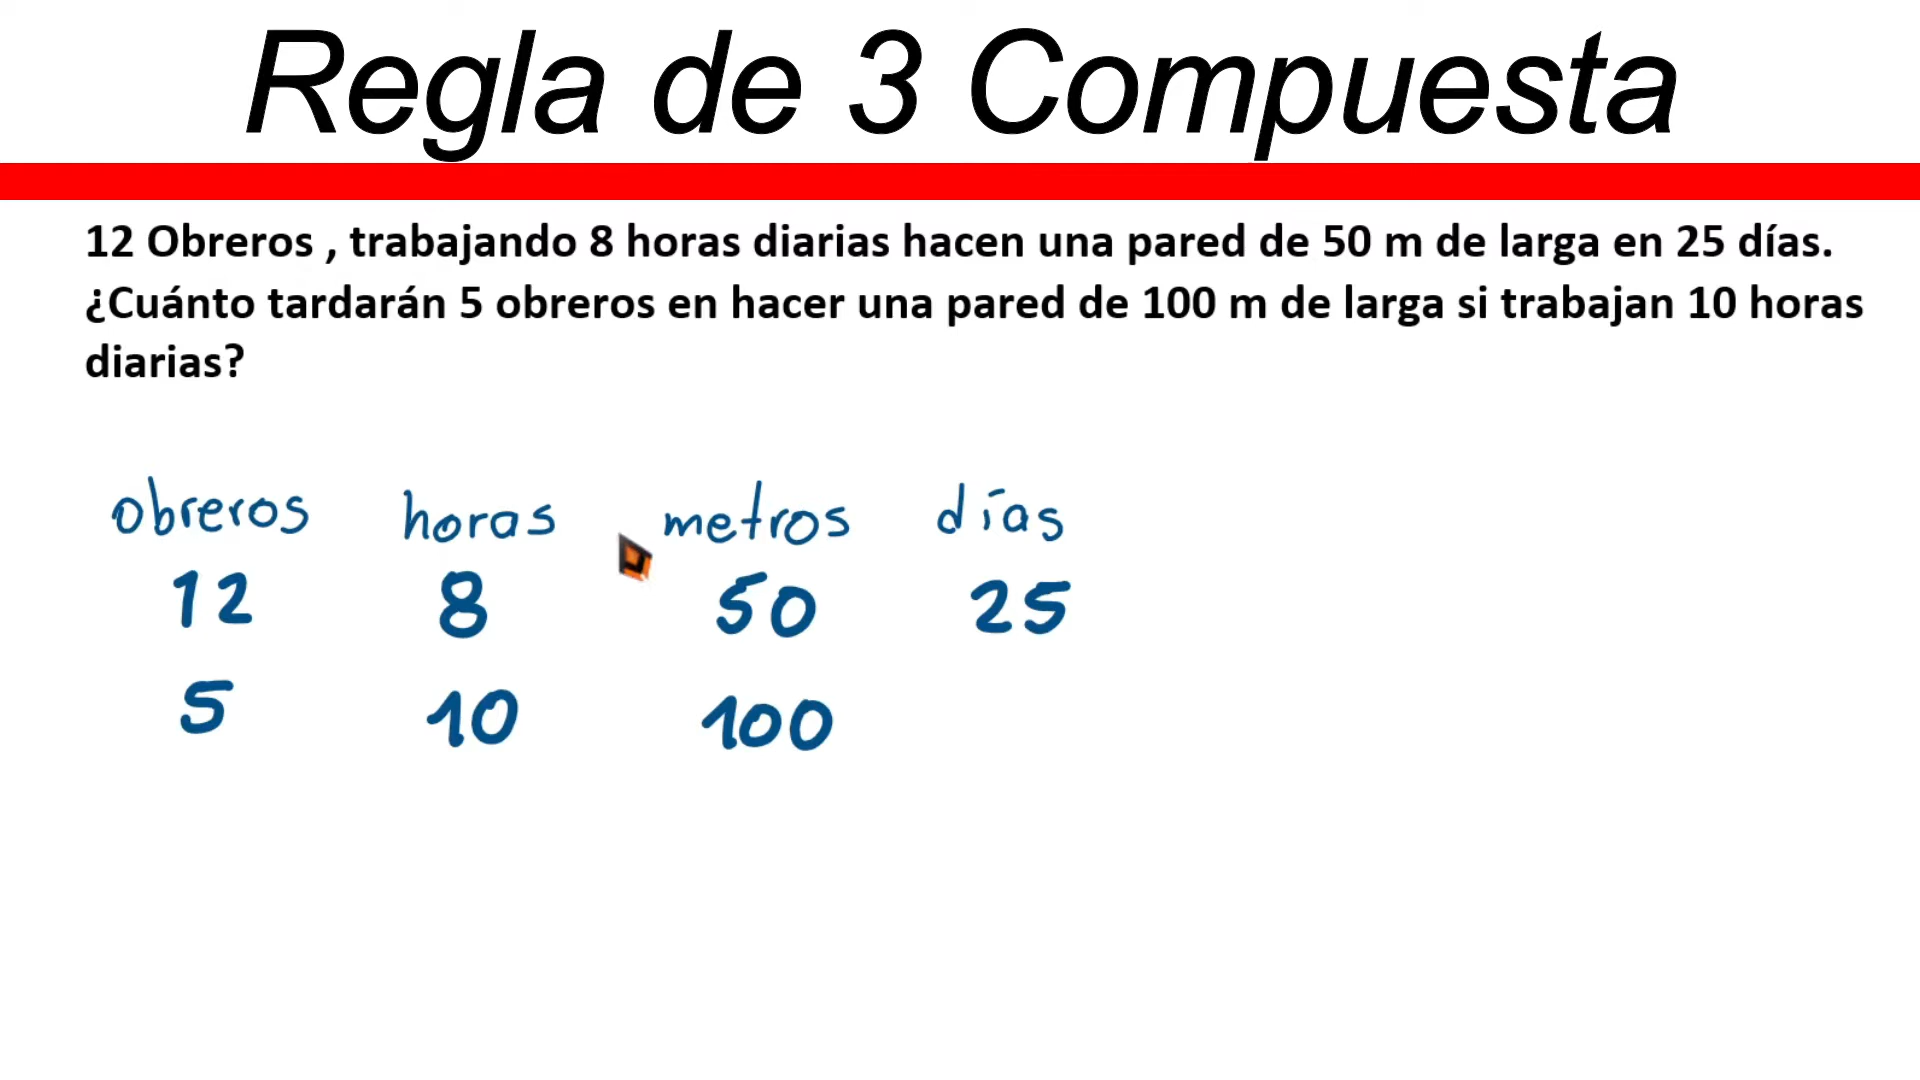 Regla de 3 Compuesta
12 Obreros , trabajando 8 horas diarias hacen una pared de 50 m de larga en 25 días.
¿Cuánto tardarán 5 obreros en hacer una pared de 100 m de larga si trabajan 10 horas
diarias?
obreros horas metros días
12 8 50 25
5 10 100